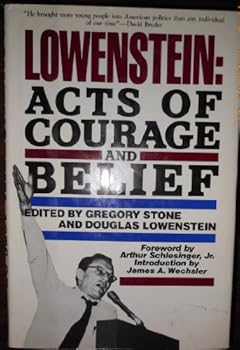 "He brought more young people into American politics than any individual
of our time"—David Broder
LOWENSTEIN:
ACTS OF
COURAGE
AND
BELIEF
EDITED BY GREGORY STONE
AND DOUGLAS LOWENSTEIN
Foreword by
Arthur Schlesinger, Jr.
Introduction by
James A. Wechsler